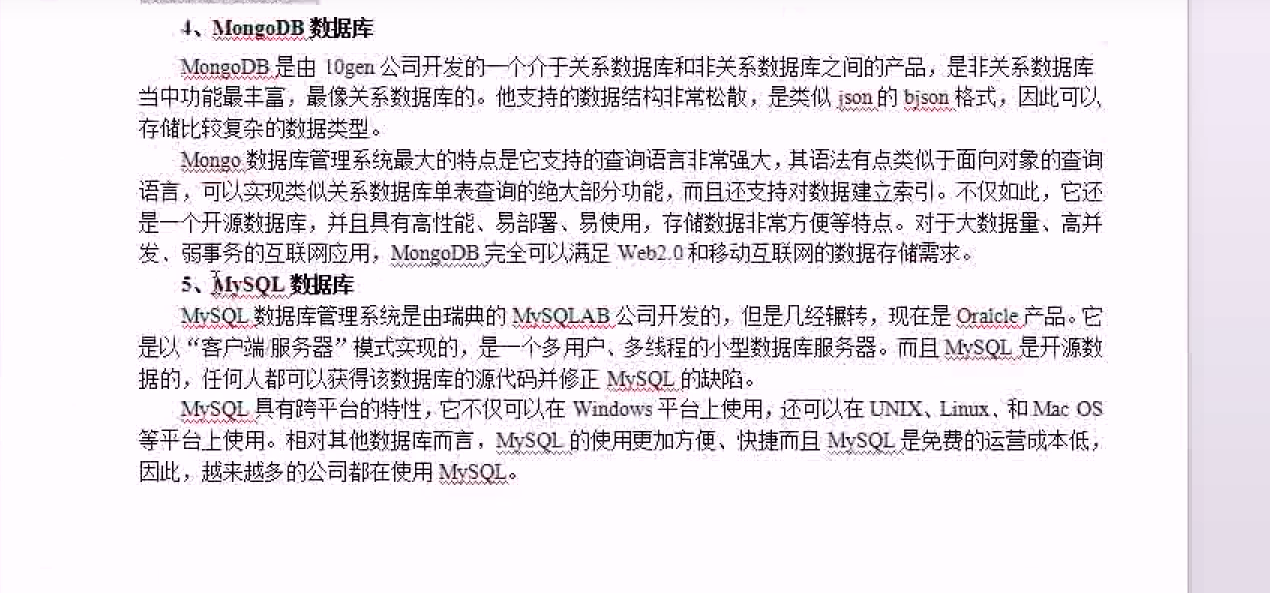 4、MongoDB 数据库
MongoDB 是由 10gen 公司开发的一个介于关系数据库和非关系数据库之间的产品，是非关系数据库
当中功能最丰富，最像关系数据库的。他支持的数据结构非常松散，是类似 json 的 bjson 格式，因此可以
存储比较复杂的数据类型。
Mongo 数据库管理系统最大的特点是它支持的查询语言非常强大，其语法有点类似于面向对象的查询
语言，可以实现类似关系数据库单表查询的绝大部分功能，而且还支持对数据建立索引。不仅如此，它还
是一个开源数据库，并且具有高性能、易部署、易使用，存储数据非常方便等特点。对于大数据量、高并
发、弱事务的互联网应用，MongoDB 完全可以满足 Web2.0 和移动互联网的数据存储需求。
5、MySQL 数据库
MySQL 数据库管理系统是由瑞典的 MySQLAB 公司开发的，但是几经辗转，现在是 Oraicle 产品。它
是以“客户端/服务器”模式实现的，是一个多用户、多线程的小型数据库服务器。而且 MySQL 是开源数
据的，任何人都可以获得该数据库的源代码并修正 MySQL 的缺陷。
MySQL 具有跨平台的特性，它不仅可以在 Windows 平台上使用，还可以在 UNIX、Linux、和 Mac OS
等平台上使用。相对其他数据库而言，MySQL 的使用更加方便、快捷而且 MySQL 是免费的运营成本低，
因此，越来越多的公司都在使用 MySQL。